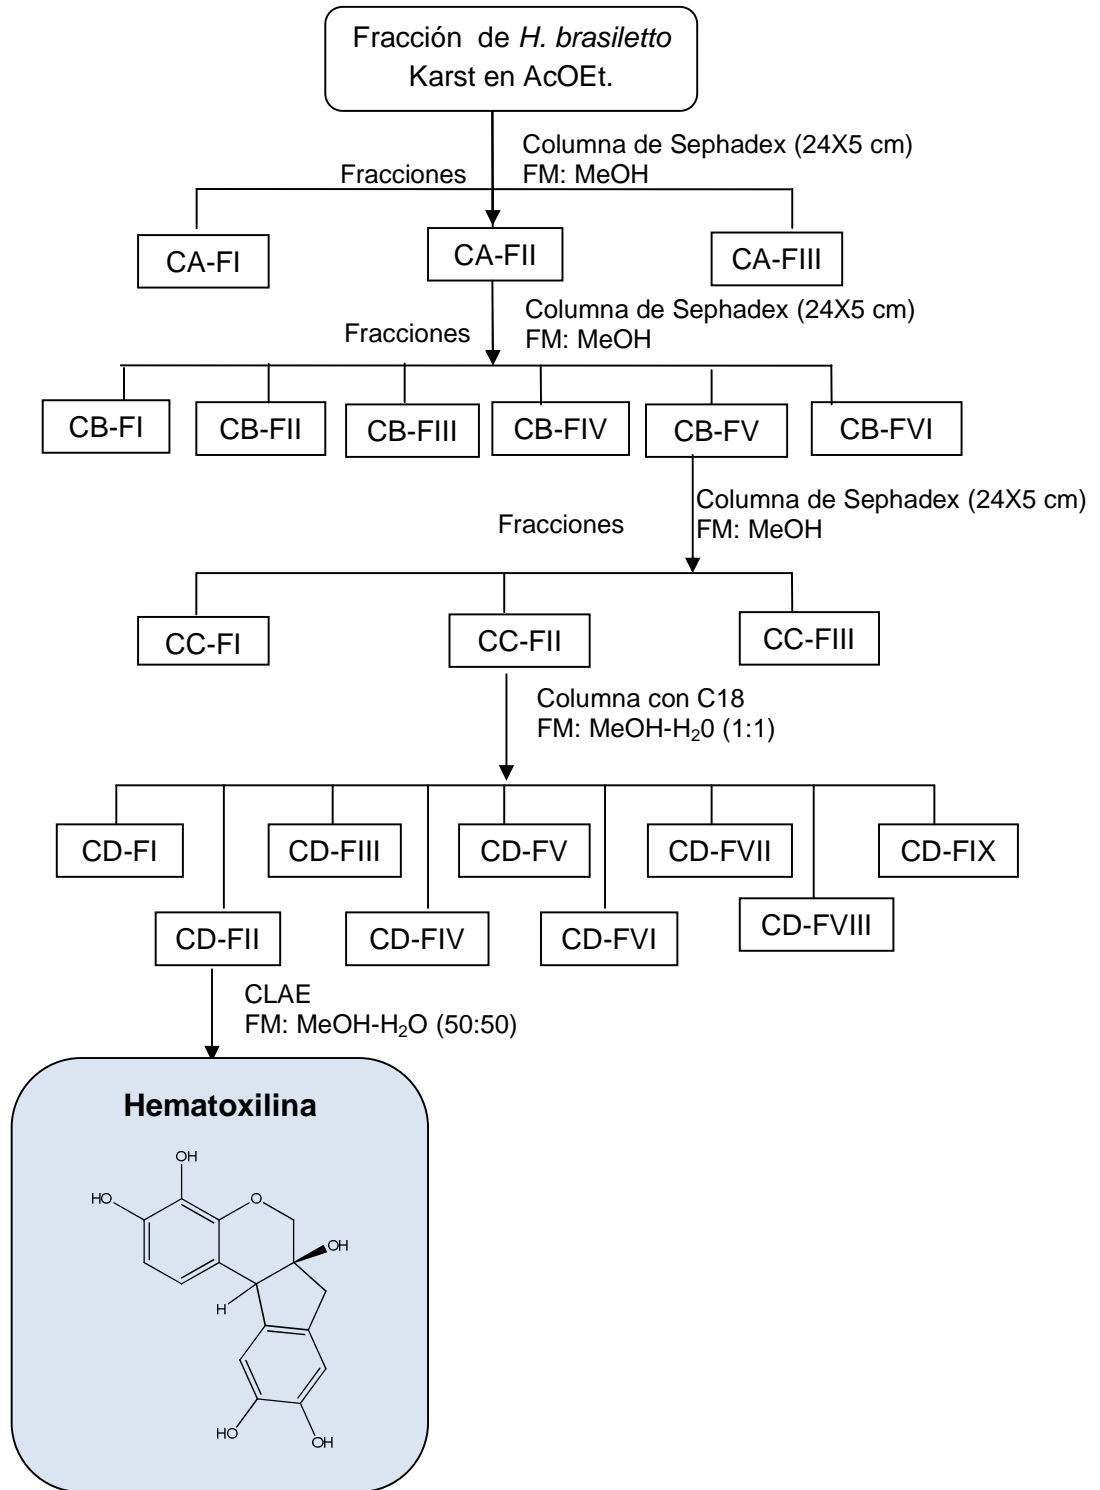 Fracción de H. brasiletto
Karst en AcOEt.
Columna de Sephadex (24X5 cm)
FM: MeOH
Fracciones
CA-FI
CA-FII
CA-FIII
Columna de Sephadex (24X5 cm)
FM: MeOH
Fracciones
CB-FI
CB-FII
CB-FIII
CB-FIV
CB-FV
CB-FVI
Columna de Sephadex (24X5 cm)
FM: MeOH
Fracciones
CC-FI
CC-FII
CC-FIII
Columna con C18
FM: MeOH-H₂0 (1:1)
CD-FI
CD-FIII
CD-FV
CD-FVII
CD-FIX
CD-FII
CD-FIV
CD-FVI
CD-FVIII
CLAE
FM: MeOH-H₂O (50:50)
Hematoxilina
OH
HO
O
OH
H
HO
OH